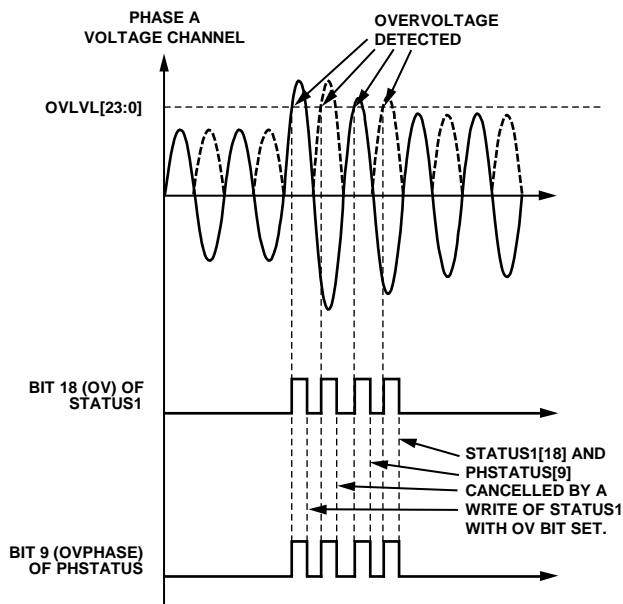 PHASE A
VOLTAGE CHANNEL
OVERVOLTAGE
DETECTED
OVLVL[23:0]
BIT 18 (OV) OF
STATUS1
STATUS1[18] AND
PHSTATUS[9]
CANCELLED BY A
WRITE OF STATUS1
WITH OV BIT SET.
BIT 9 (OVPHASE)
OF PHSTATUS